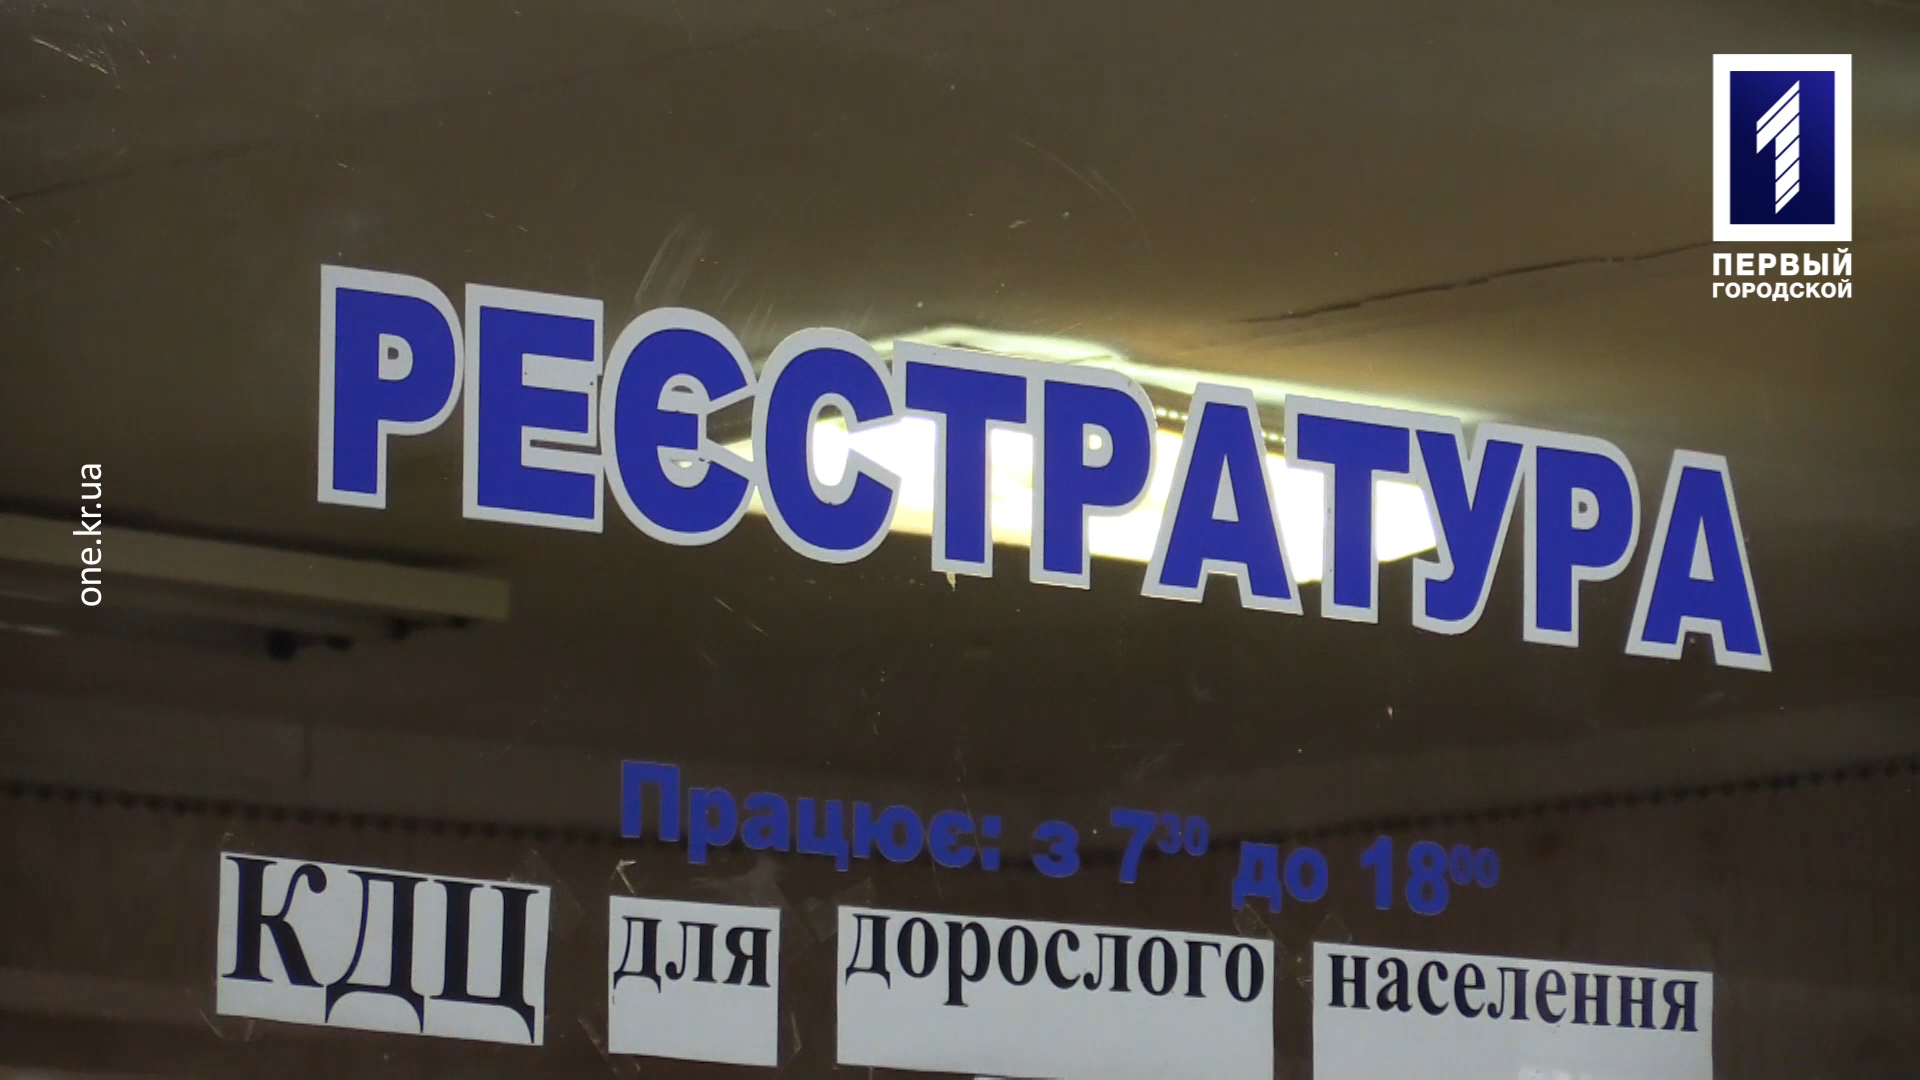 ПЕРВЫЙ
ГОРОДСКОЙ
РЕЄСТРАТУРА
one.kr.ua
Працює: з 7³⁰ до 18⁰⁰
КДЦ для дорослого населення